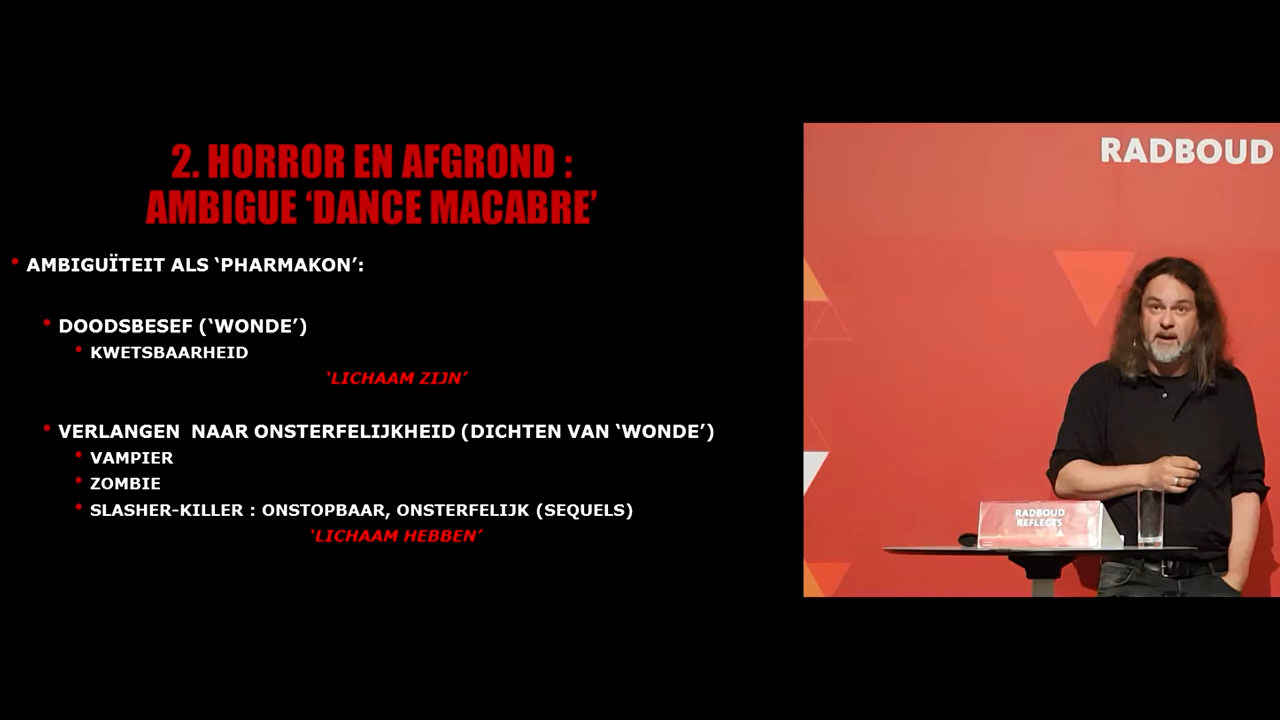 2. HORROR EN AFGROND :
AMBIGUE ‘DANCE MACABRE’
• AMBIGUÏTEIT ALS ‘PHARMAKON’:
• DOODSBESEF (‘WONDE’)
• KWETSBAARHEID
‘LICHAAM ZIJN’
• VERLANGEN NAAR ONSTERFELIJKHEID (DICHTEN VAN ‘WONDE’)
• VAMPIER
• ZOMBIE
• SLASHER-KILLER : ONSTOPBAAR, ONSTERFELIJK (SEQUELS)
‘LICHAAM HEBBEN’
RADBOUD
RADBOUD
REFLECTS